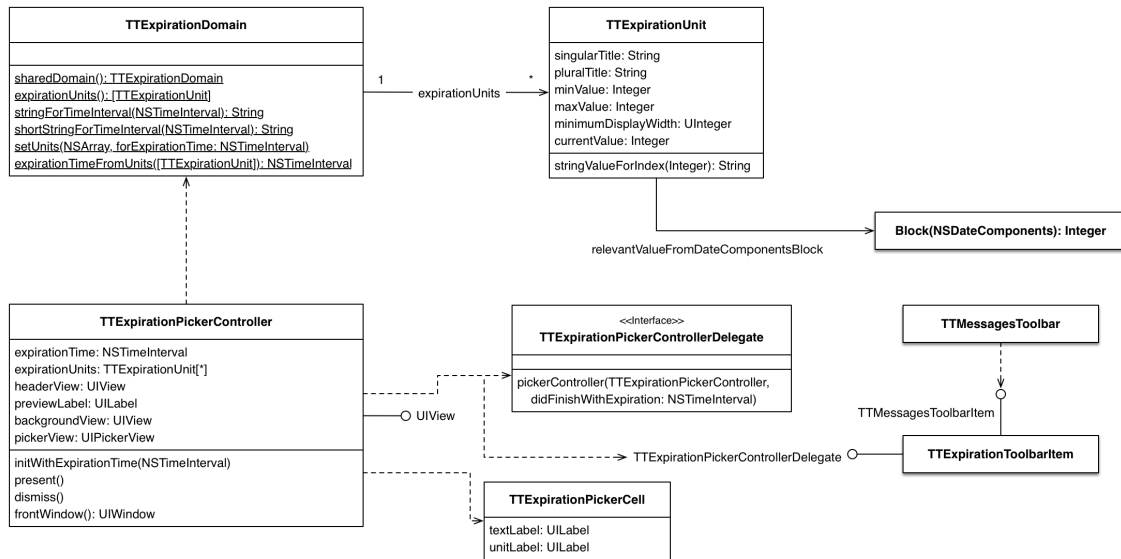 TTExpirationDomain
sharedDomain(): TTExpirationDomain
expirationUnits(): [TTExpirationUnit]
stringForTimeInterval(NSTimeInterval): String
shortStringForTimeInterval(NSTimeInterval): String
setUnits(NSArray, forExpirationTime: NSTimeInterval)
expirationTimeFromUnits([TTExpirationUnit]): NSTimeInterval
1
expirationUnits
*
TTExpirationUnit
singularTitle: String
pluralTitle: String
minValue: Integer
maxValue: Integer
minimumDisplayWidth: UInteger
currentValue: Integer
stringValueForIndex(Integer): String
relevantValueFromDateComponentsBlock
Block(NSDateComponents): Integer
TTExpirationPickerController
expirationTime: NSTimeInterval
expirationUnits: TTExpirationUnit[*]
headerView: UIView
previewLabel: UILabel
backgroundView: UIView
pickerView: UIPickerView
initWithExpirationTime(NSTimeInterval)
present()
dismiss()
frontWindow(): UIWindow
<<Interface>>
TTExpirationPickerControllerDelegate
pickerController(TTExpirationPickerController,
didFinishWithExpiration: NSTimeInterval)
UIView
TTExpirationPickerControllerDelegate
TTMessagesToolbar
TTMessagesToolbarItem
TTExpirationToolbarItem
TTExpirationPickerCell
textLabel: UILabel
unitLabel: UILabel